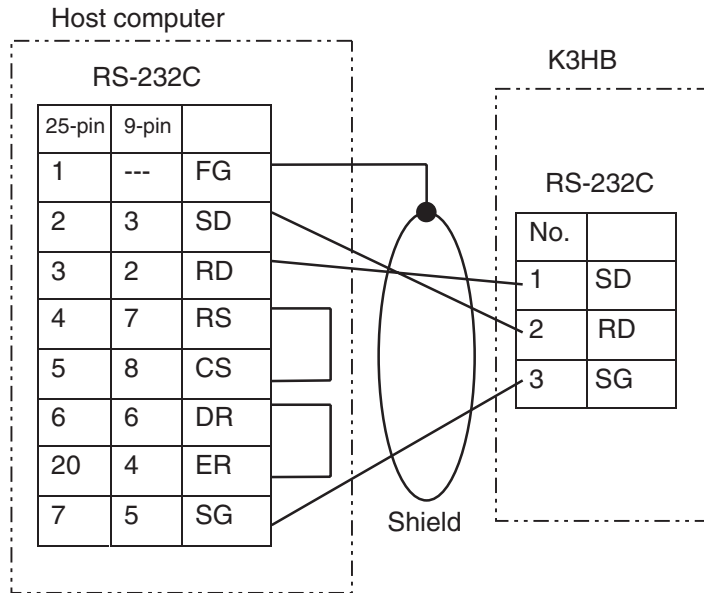 Host computer
RS-232C
25-pin 9-pin
1 --- FG
2 3 SD
3 2 RD
4 7 RS
5 8 CS
6 6 DR
20 4 ER
7 5 SG
Shield
K3HB
RS-232C
No.
1 SD
2 RD
3 SG